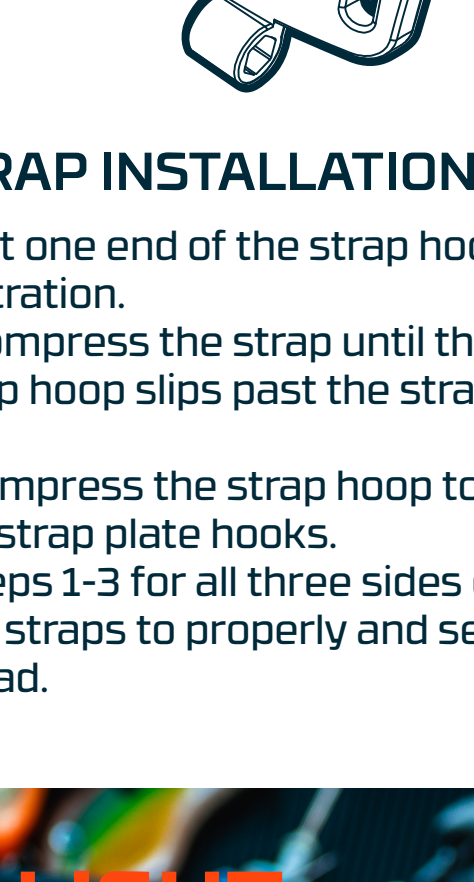 RAP INSTALLATION
t one end of the strap hoo
tration.
ompress the strap until th
p hoop slips past the stra
mpress the strap hoop to
strap plate hooks.
eps 1-3 for all three sides
straps to properly and se
ad.